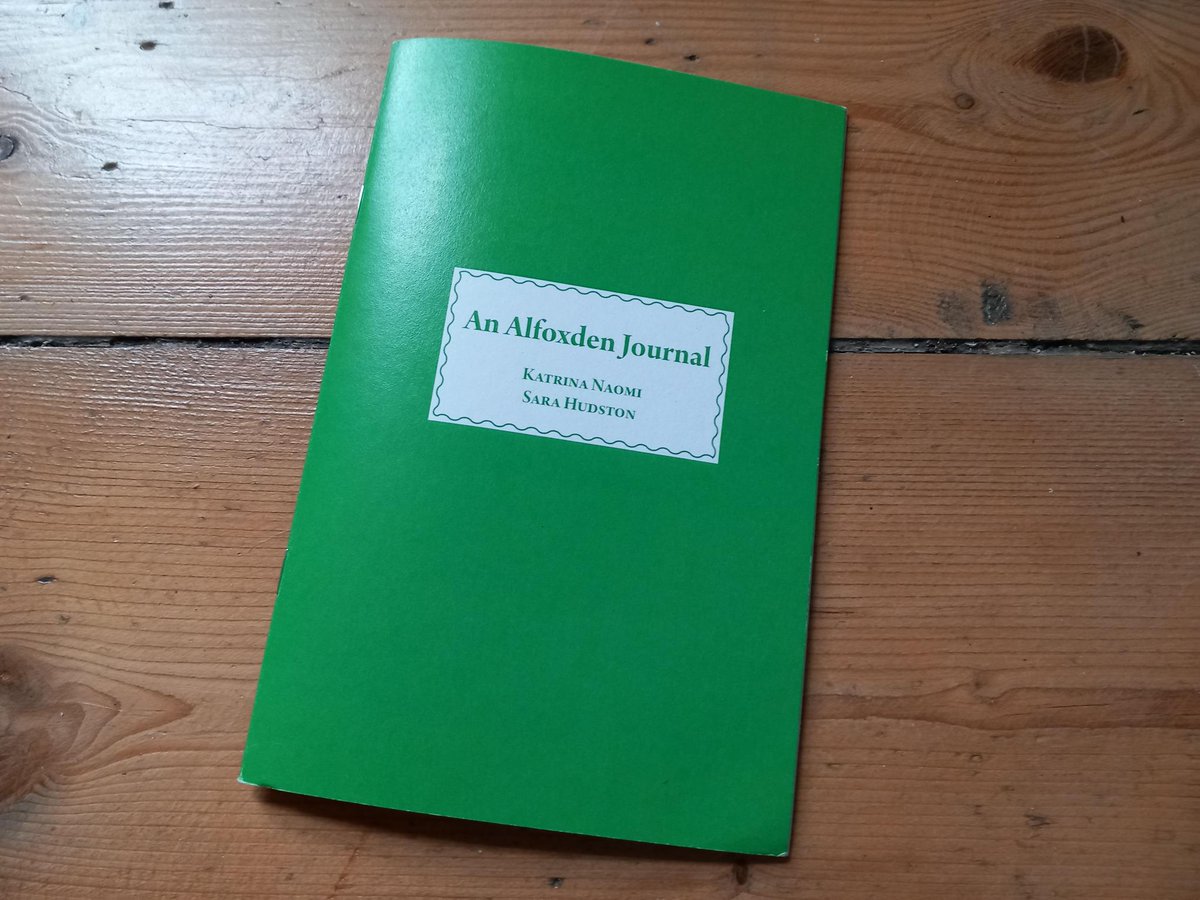 An Alfoxden Journal
Katrina Naomi
Sara Hudston